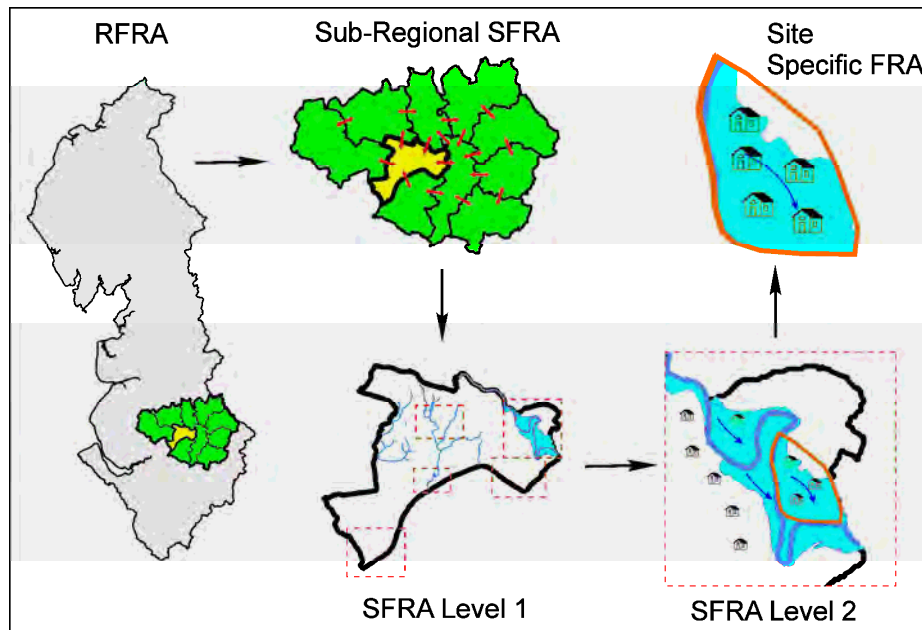 RFRA
Sub-Regional SFRA
Site
Specific FRA
SFRA Level 1
SFRA Level 2